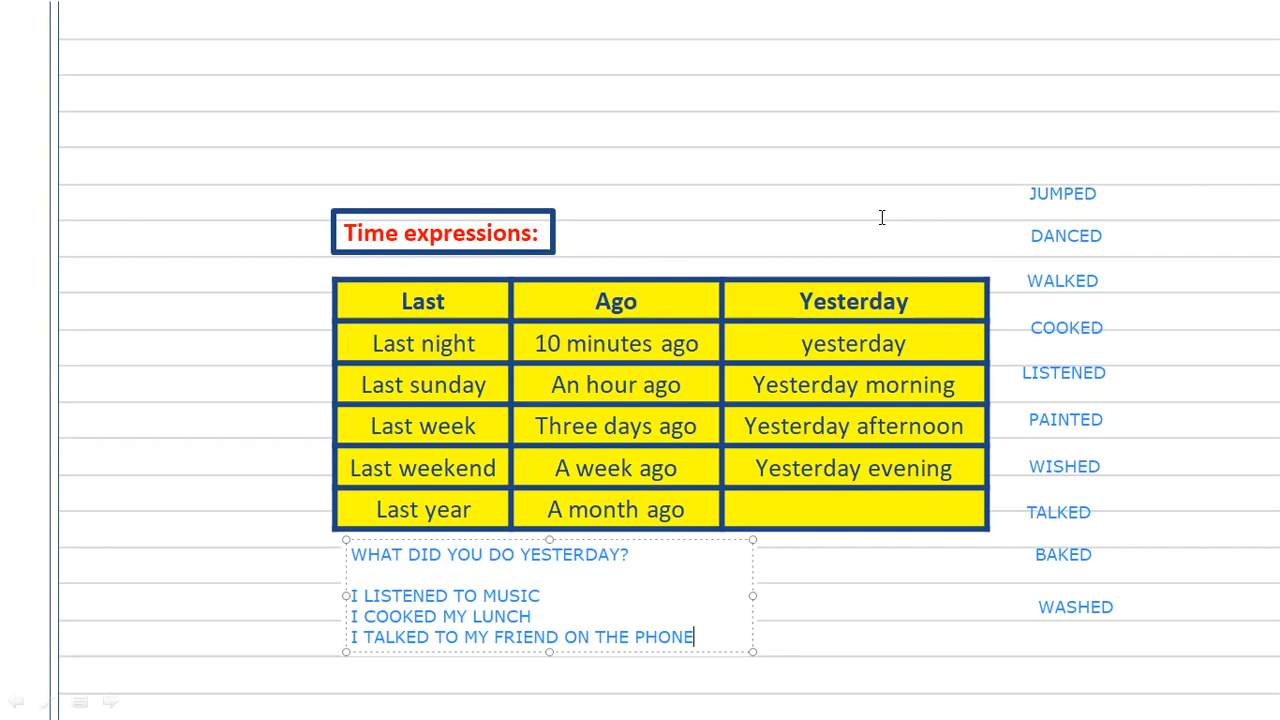 Time expressions:
Last Ago Yesterday
Last night 10 minutes ago yesterday
Last sunday An hour ago Yesterday morning
Last week Three days ago Yesterday afternoon
Last weekend A week ago Yesterday evening
Last year A month ago
WHAT DID YOU DO YESTERDAY?
I LISTENED TO MUSIC
I COOKED MY LUNCH
I TALKED TO MY FRIEND ON THE PHONE
JUMPED
DANCED
WALKED
COOKED
LISTENED
PAINTED
WISHED
TALKED
BAKED
WASHED